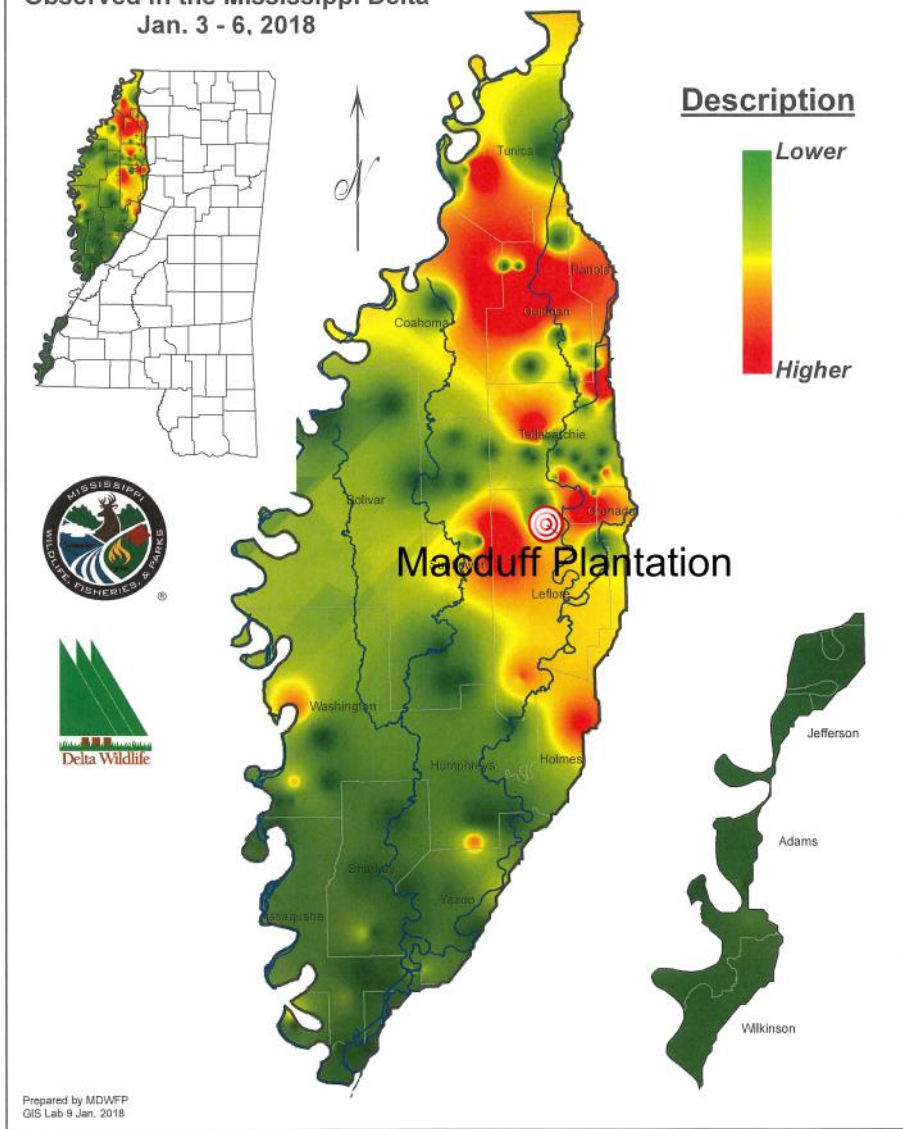 Observed in the Mississippi Delta
Jan. 3 - 6, 2018
N
Description
Lower
Higher
Tunica
Panola
Quitman
Coahoma
Tallahatchie
Bolivar
Grenada
Macduff Plantation
Sunflower
Leflore
Washington
Humphreys
Holmes
Sharkey
Yazoo
Issaquena
MISSISSIPPI
WILDLIFE, FISHERIES, & PARKS
®
Delta Wildlife
Jefferson
Adams
Wilkinson
Prepared by MDWFP
GIS Lab 9 Jan. 2018